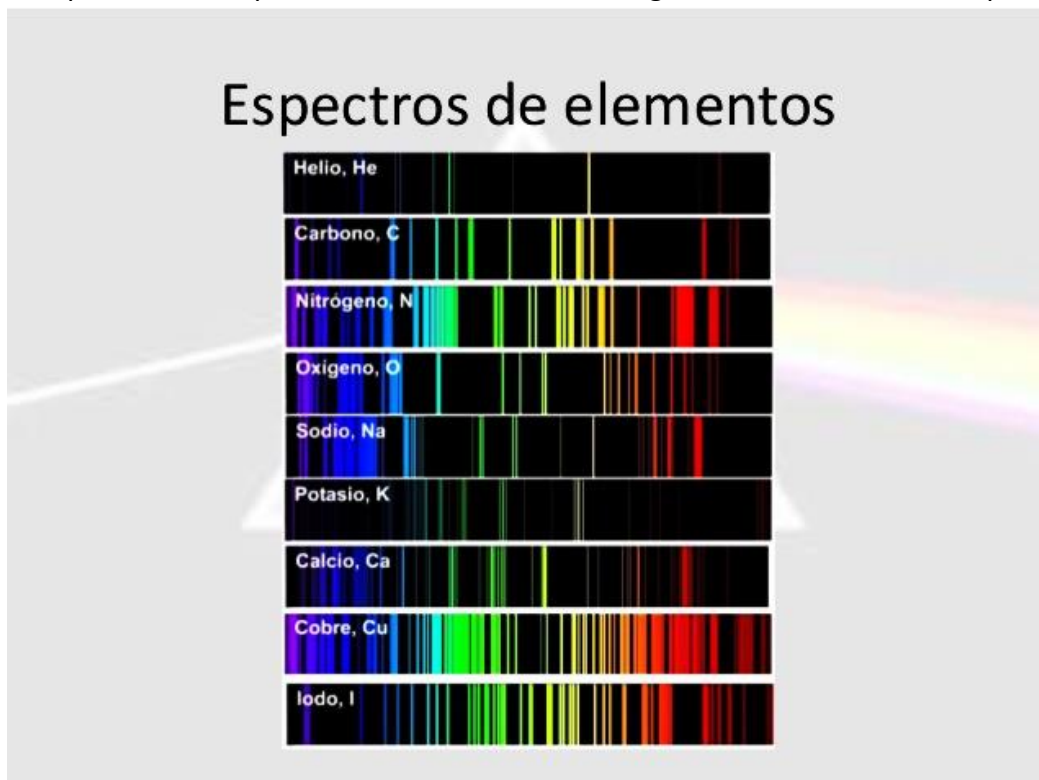 Espectros de elementos
Helio, He
Carbono, C
Nitrógeno, N
Oxígeno, O
Sodio, Na
Potasio, K
Calcio, Ca
Cobre, Cu
Iodo, I